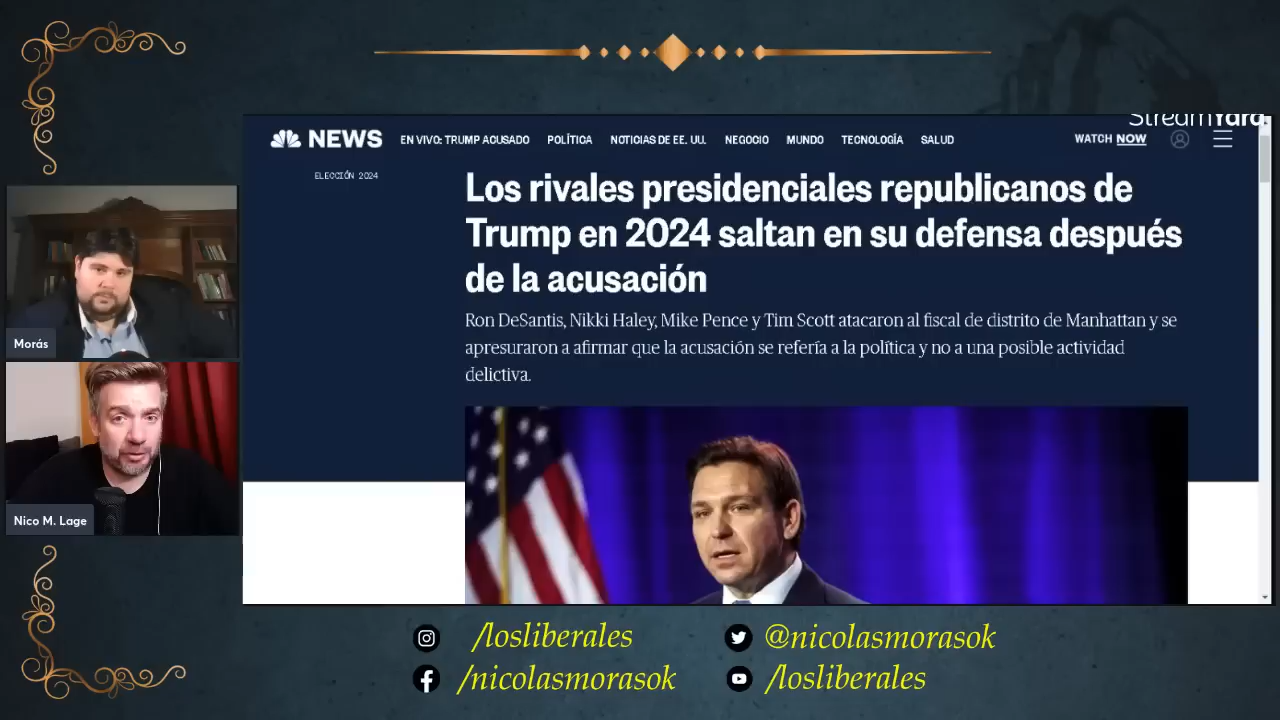 StreamYard
NEWS
EN VIVO: TRUMP ACUSADO
POLÍTICA
NOTICIAS DE EE. UU.
NEGOCIO
MUNDO
TECNOLOGÍA
SALUD
WATCH NOW
ELECCIÓN 2024
Los rivales presidenciales republicanos de
Trump en 2024 saltan en su defensa después
de la acusación
Ron DeSantis, Nikki Haley, Mike Pence y Tim Scott atacaron al fiscal de distrito de Manhattan y se
apresuraron a afirmar que la acusación se refería a la política y no a una posible actividad
delictiva.
Morás
Nico M. Lage
/losliberales
@nicolasmorasok
/nicolasmorasok
/losliberales